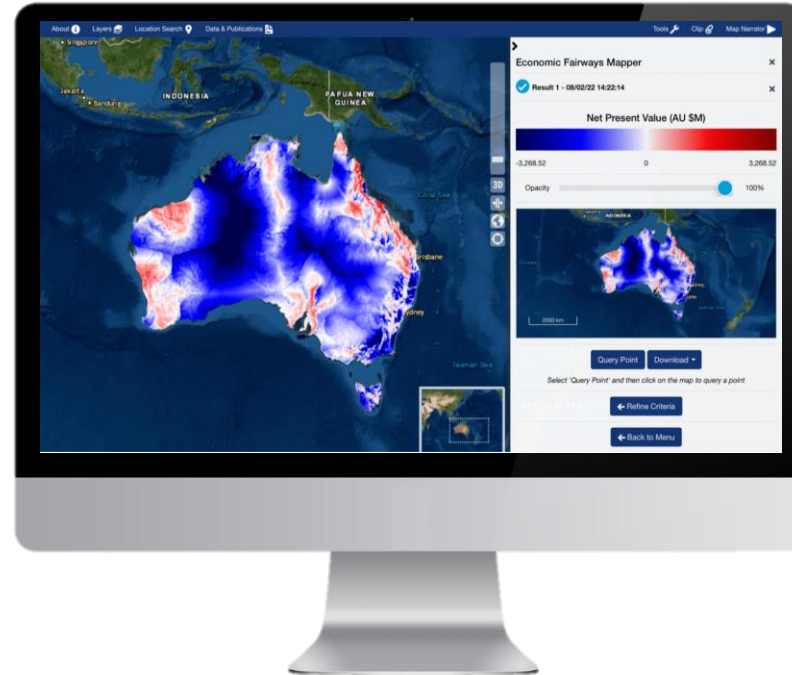 About Layers Location Search Data & Publications Tools Clip Map Narrator
Singapore
Jakarta
Bandung
INDONESIA
PAPUA NEW
GUINEA
Coral Sea
Brisbane
ydney
Tasman Sea
3D
Economic Fairways Mapper
Result 1 - 08/02/22 14:22:14
Net Present Value (AU $M)
-3,268.52 0 3,268.52
Opacity 100%
INDONESIA
2000 km
Query Point Download
Select 'Query Point' and then click on the map to query a point
Refine Criteria
Back to Menu